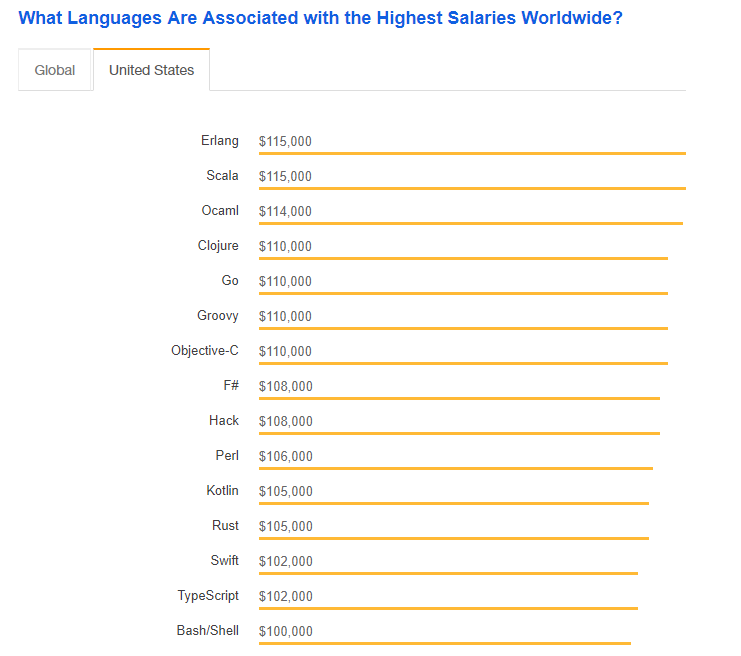 What Languages Are Associated with the Highest Salaries Worldwide?
Global United States
Erlang $115,000
Scala $115,000
Ocaml $114,000
Clojure $110,000
Go $110,000
Groovy $110,000
Objective-C $110,000
F# $108,000
Hack $108,000
Perl $106,000
Kotlin $105,000
Rust $105,000
Swift $102,000
TypeScript $102,000
Bash/Shell $100,000